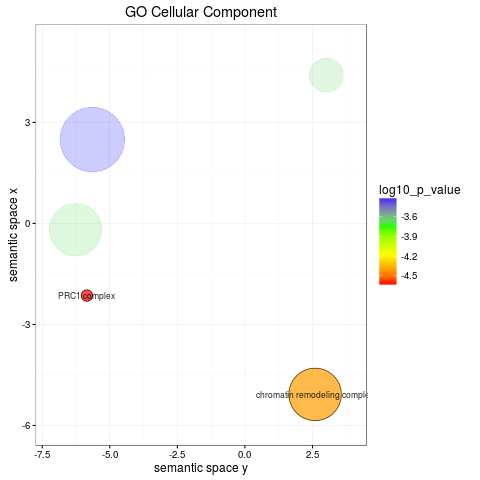 GO Cellular Component
semantic space x
3
0
-3
-6
PRC1 complex
chromatin remodeling comple
-7.5
-5.0
-2.5
0.0
2.5
semantic space y
log10_p_value
-3.6
-3.9
-4.2
-4.5